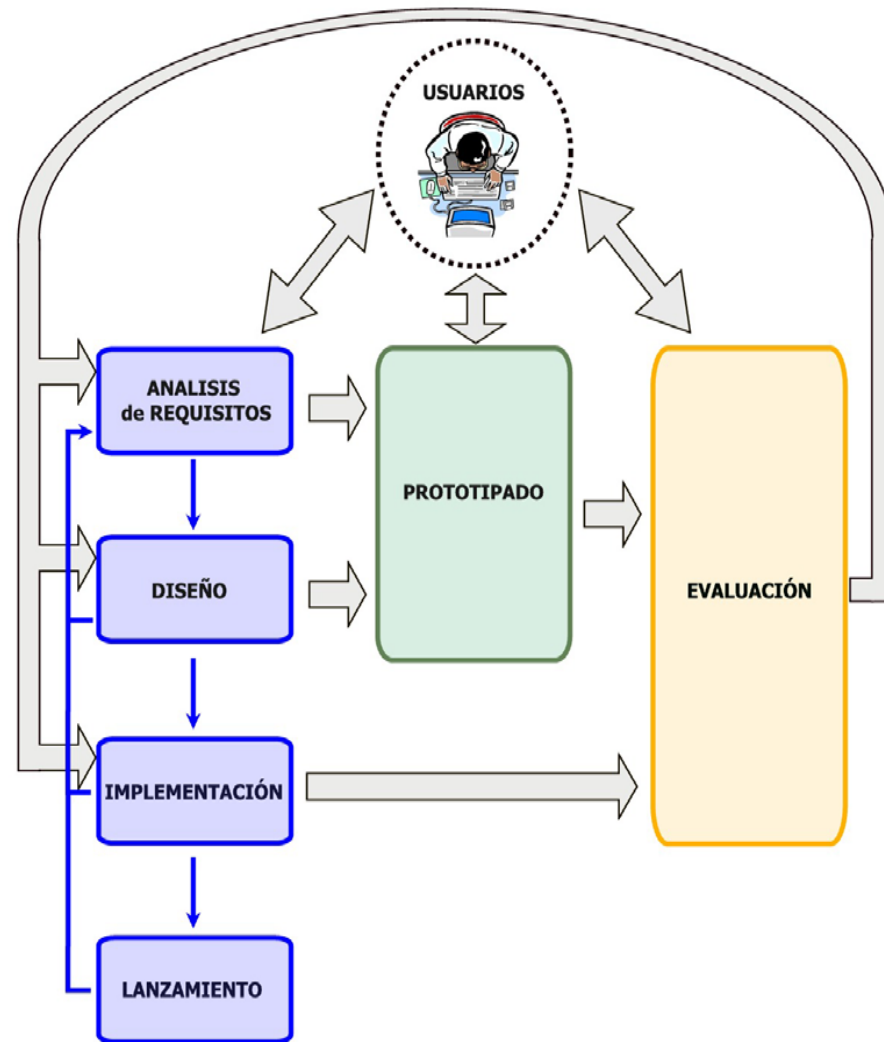 USUARIOS
ANALISIS
de REQUISITOS
PROTOTIPADO
DISEÑO
EVALUACIÓN
IMPLEMENTACIÓN
LANZAMIENTO